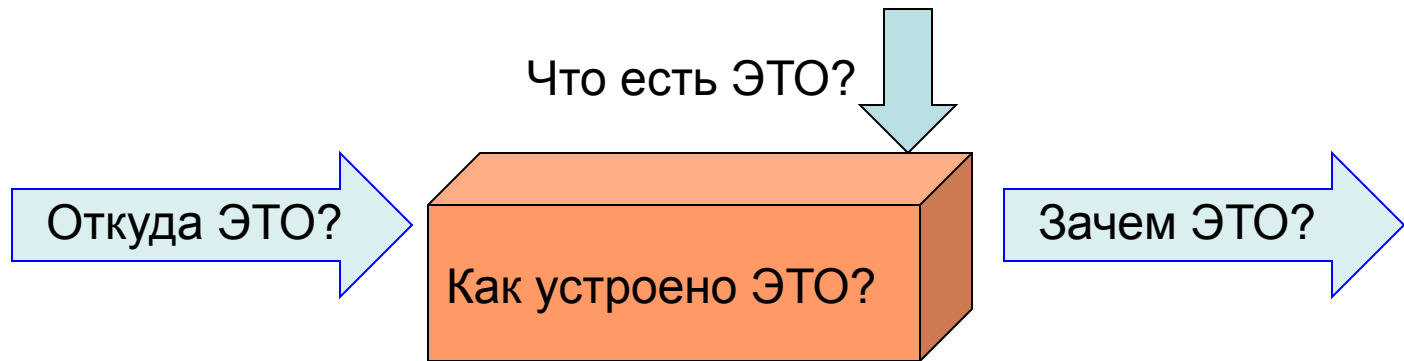 Что есть ЭТО?
Откуда ЭТО?
Зачем ЭТО?
Как устроено ЭТО?